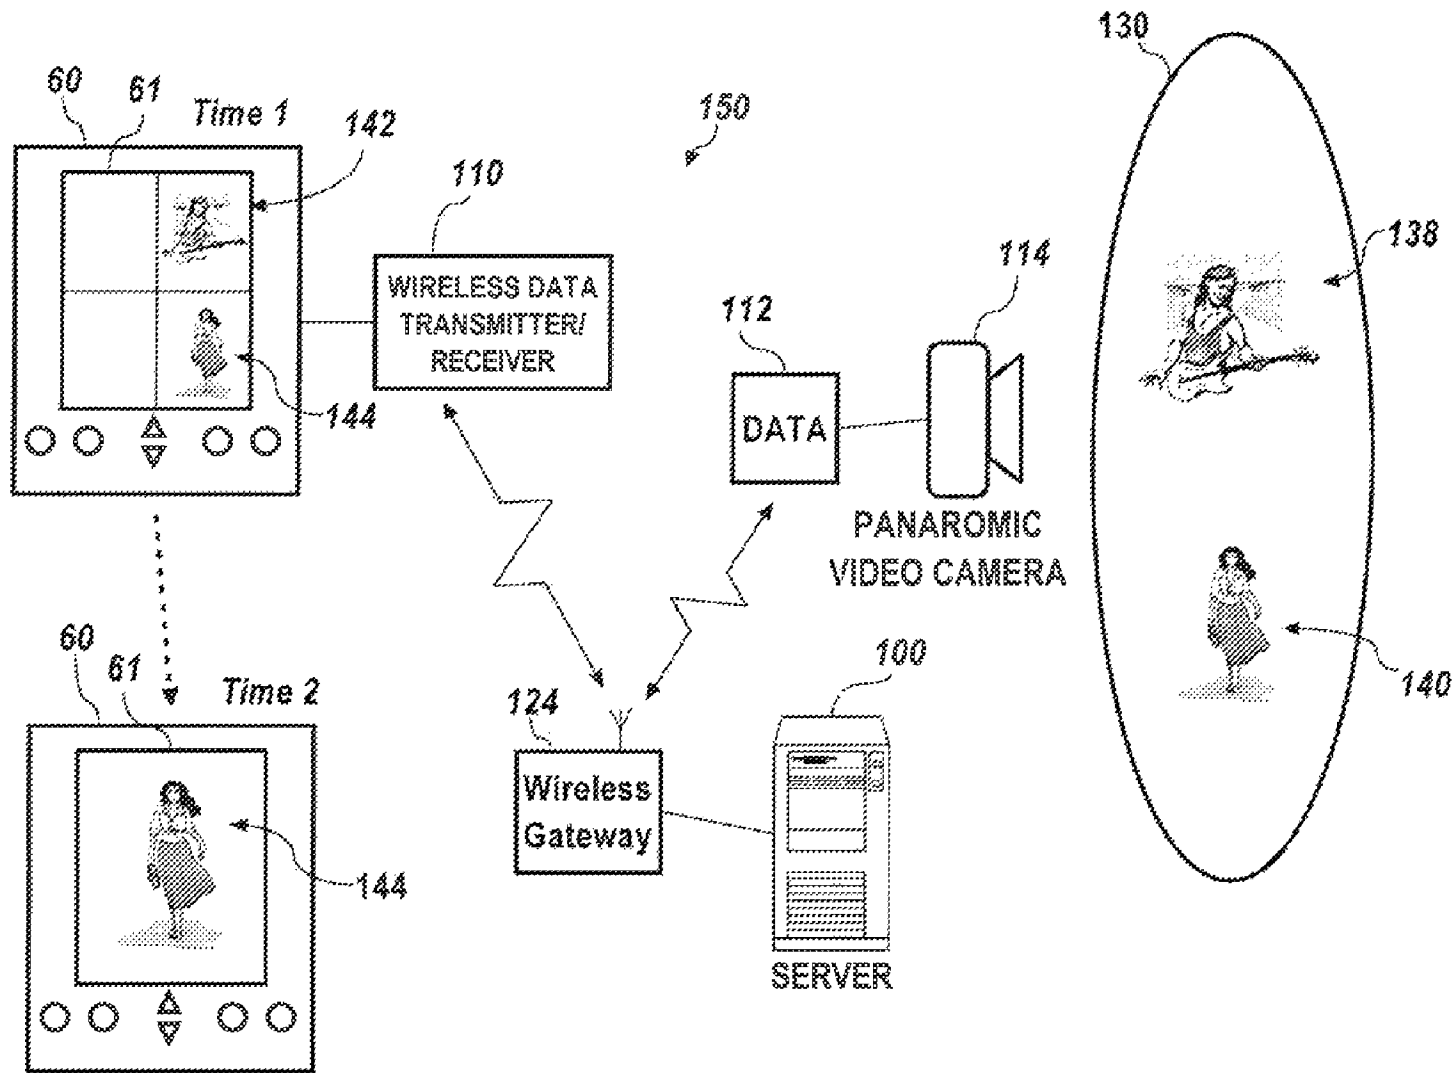 130
60
61
Time 1
142
150
110
138
114
WIRELESS DATA
TRANSMITTER/
RECEIVER
112
144
DATA
PANAROMIC
VIDEO CAMERA
60
61
Time 2
100
140
124
Wireless
Gateway
144
SERVER